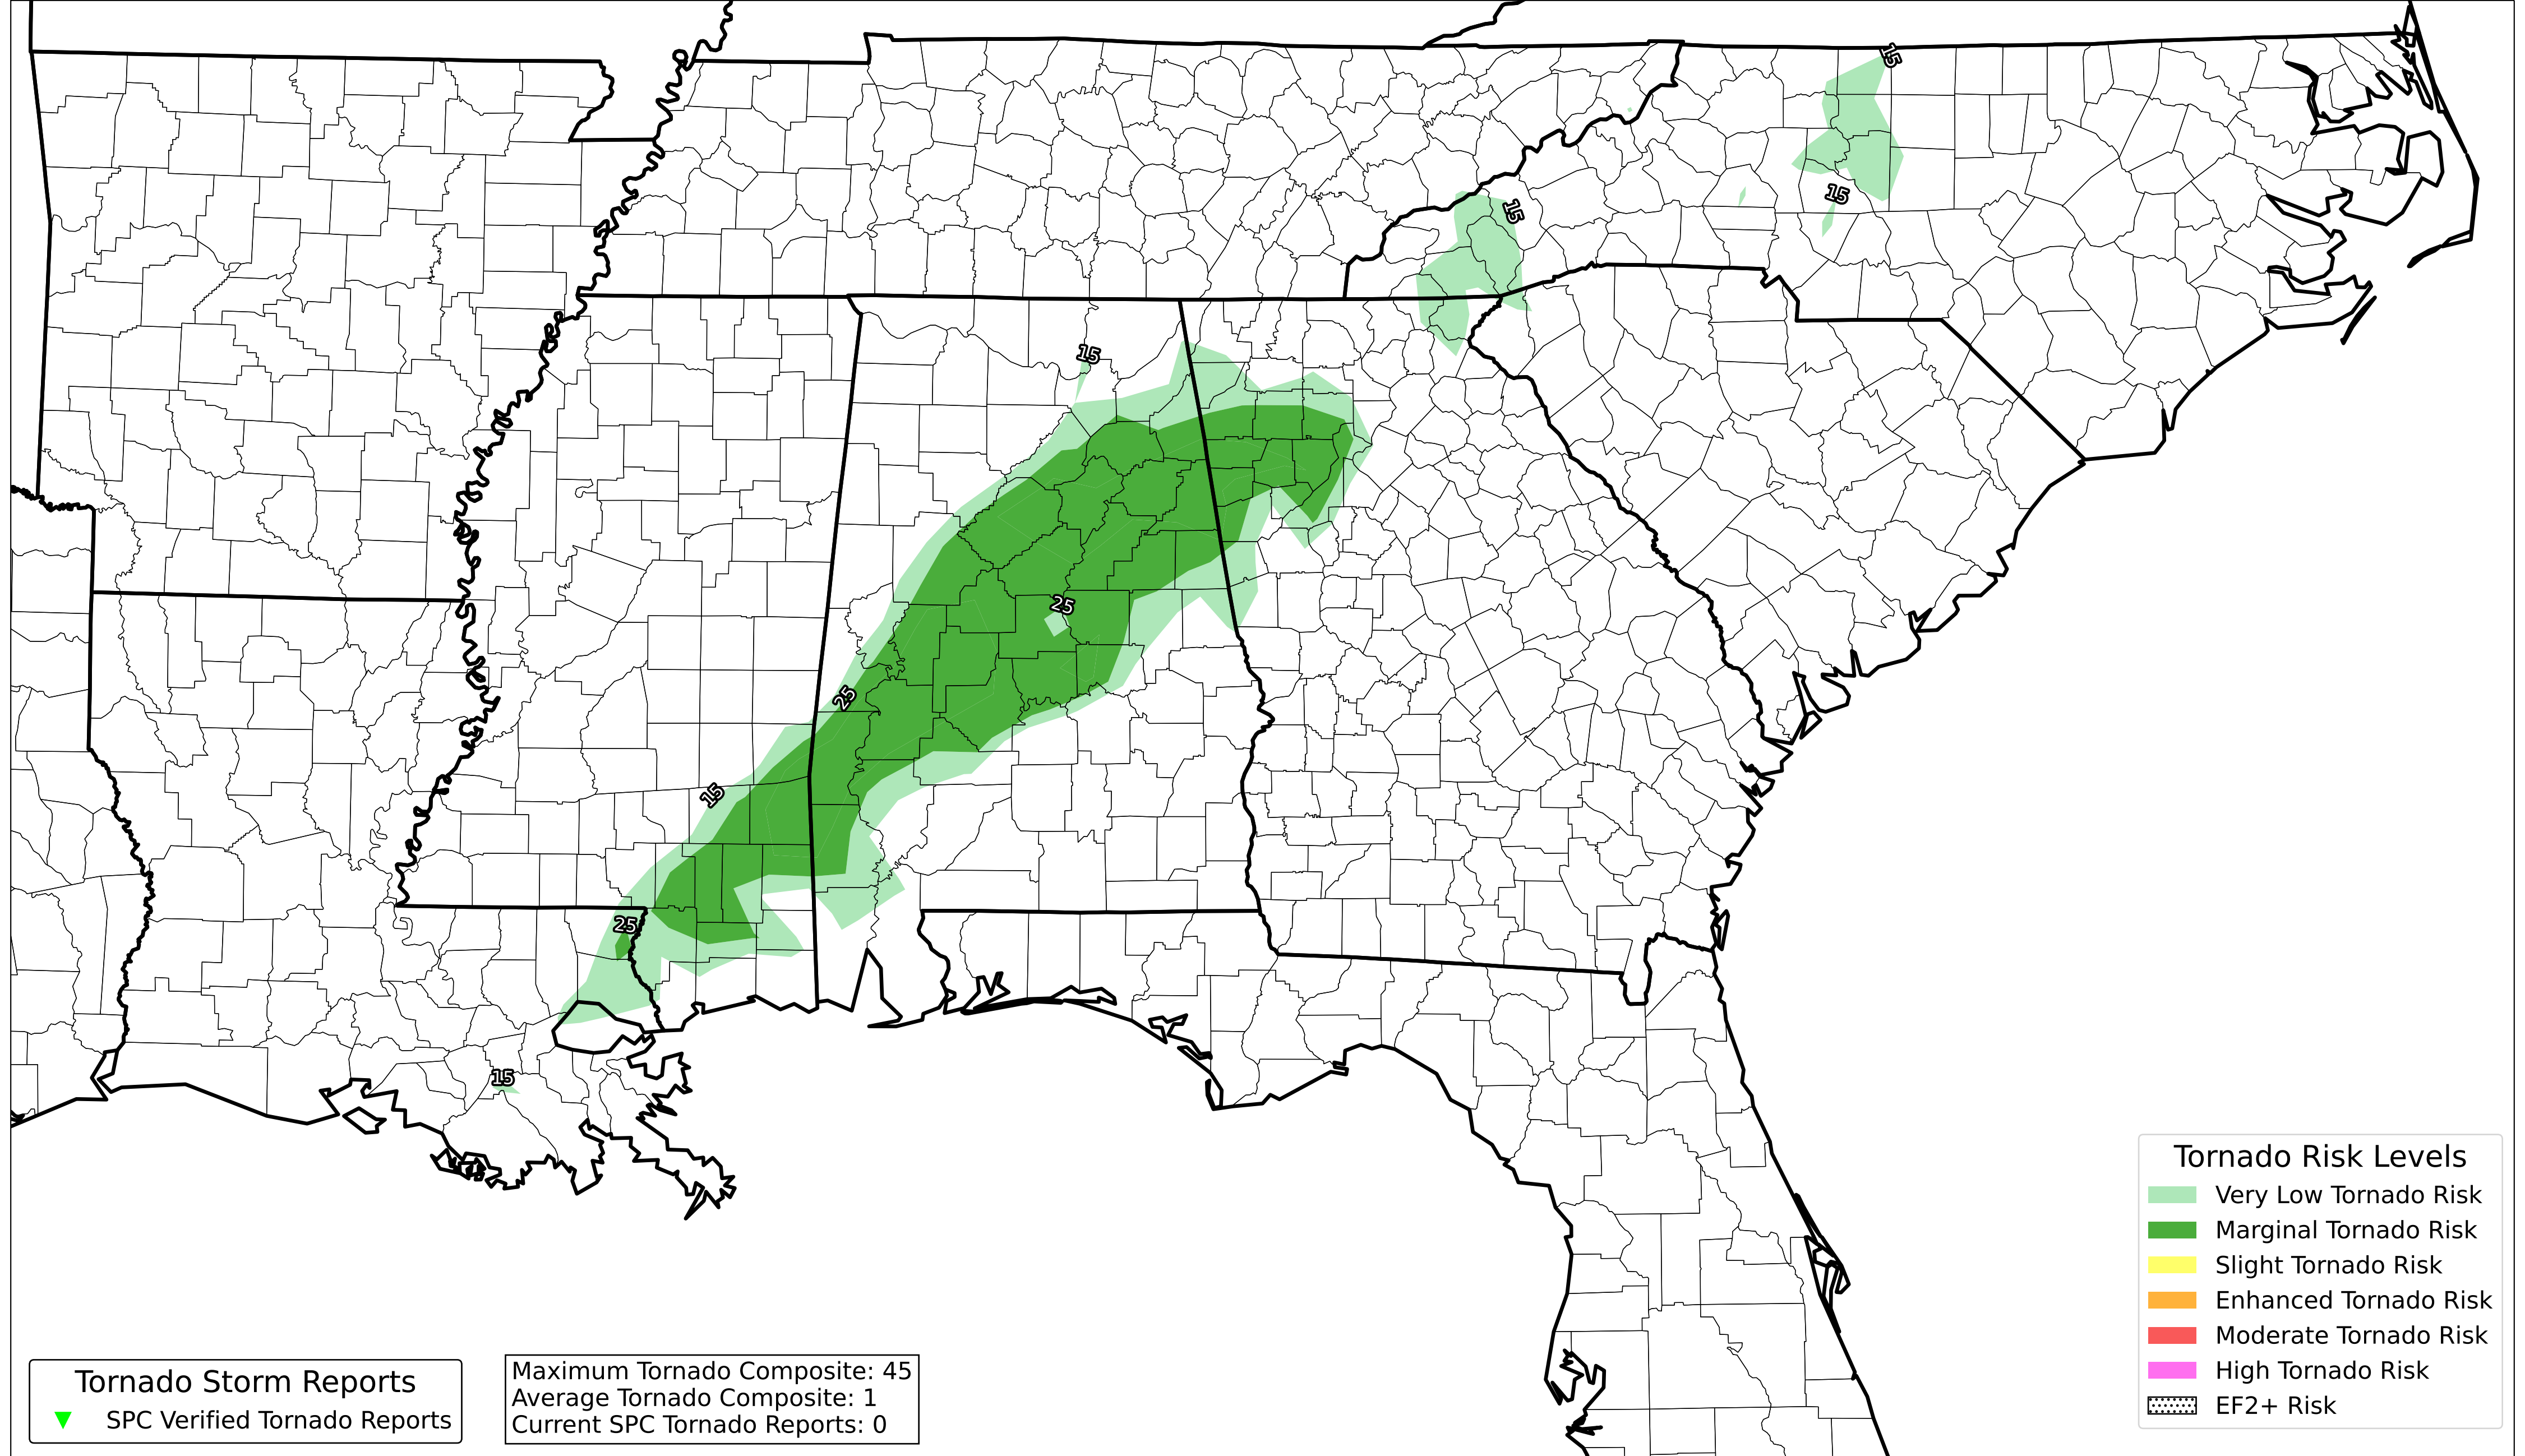 15
15
15
15
25
25
15
25
15
Tornado Risk Levels
Very Low Tornado Risk
Marginal Tornado Risk
Slight Tornado Risk
Enhanced Tornado Risk
Moderate Tornado Risk
High Tornado Risk
EF2+ Risk
Tornado Storm Reports
SPC Verified Tornado Reports
Maximum Tornado Composite: 45
Average Tornado Composite: 1
Current SPC Tornado Reports: 0